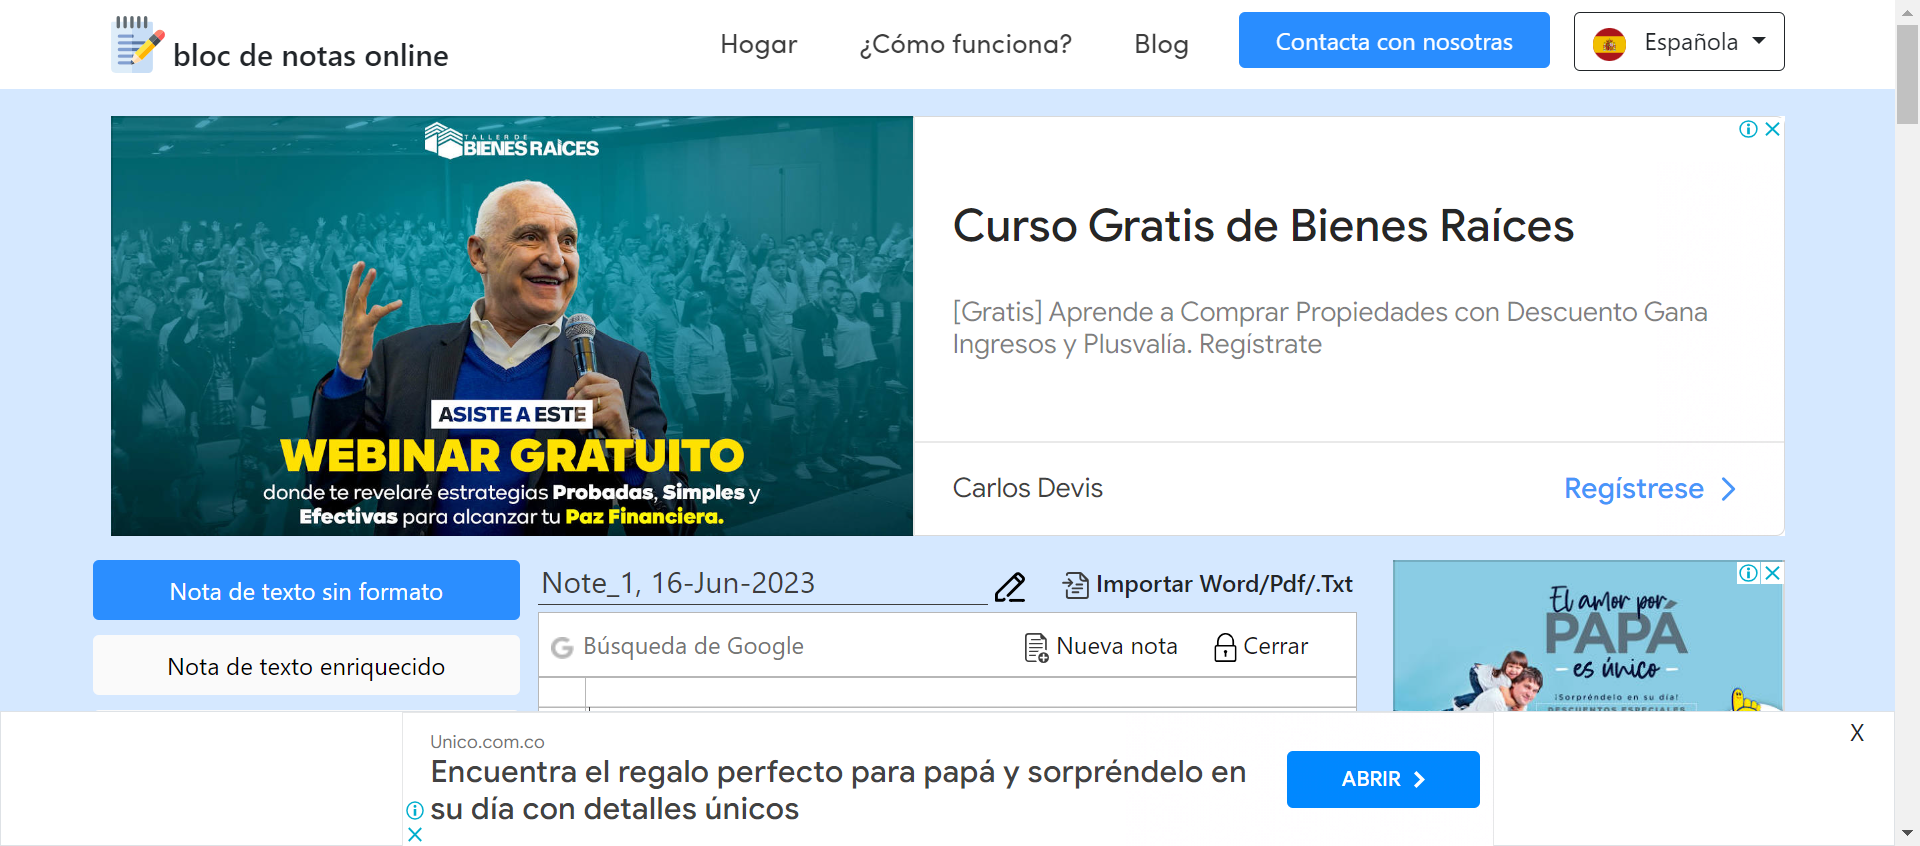 bloc de notas online
Hogar
¿Cómo funciona?
Blog
Contacta con nosotras
Española
TALLER DE
BIENES RAÍCES
ASISTE A ESTE
WEBINAR GRATUITO
donde te revelaré estrategias Probadas, Simples y
Efectivas para alcanzar tu Paz Financiera.
Curso Gratis de Bienes Raíces
[Gratis] Aprende a Comprar Propiedades con Descuento Gana
Ingresos y Plusvalía. Regístrate
Carlos Devis
Regístrese
Nota de texto sin formato
Nota de texto enriquecido
Note_1, 16-Jun-2023
Importar Word/Pdf/.Txt
G Búsqueda de Google
Nueva nota
Cerrar
El amor por
PAPÁ
es único
¡Sorpréndelo en su día!
DESCUENTOS ESPECIALES
Unico.com.co
Encuentra el regalo perfecto para papá y sorpréndelo en
su día con detalles únicos
ABRIR
X